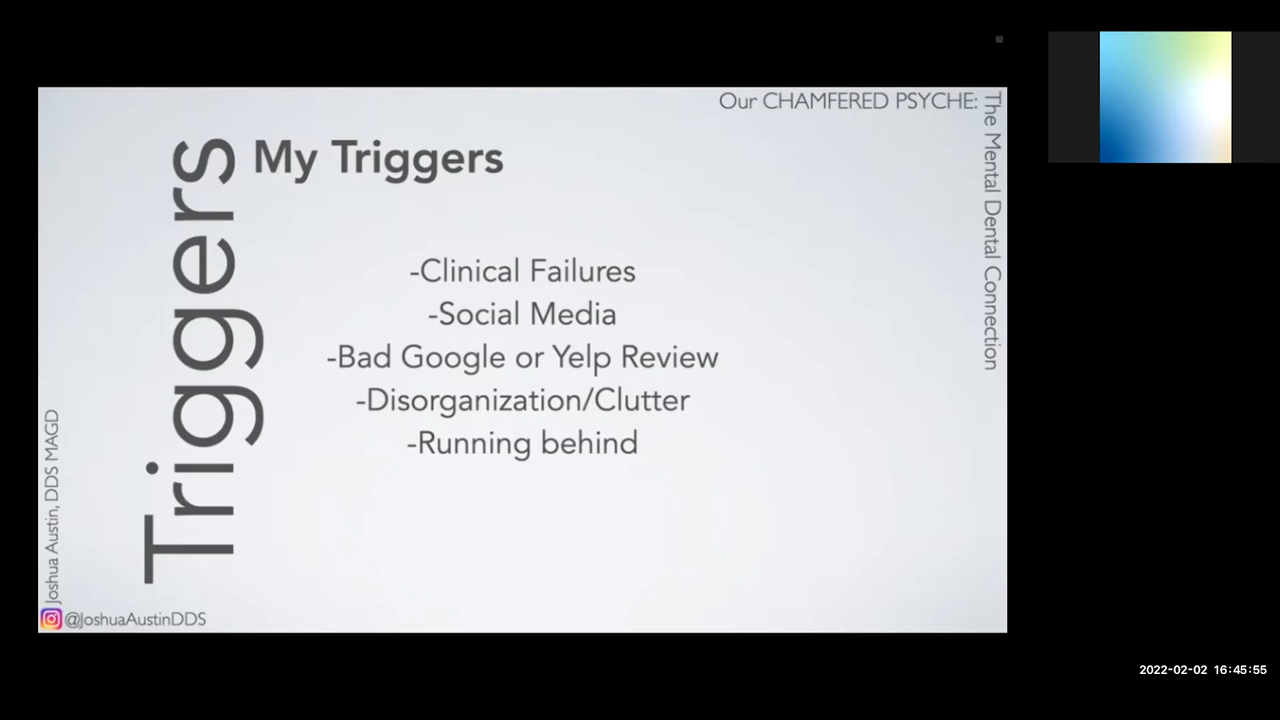 Our CHAMFERED PSYCHE:
The Mental Dental Connection
Triggers
My Triggers
-Clinical Failures
-Social Media
-Bad Google or Yelp Review
-Disorganization/Clutter
-Running behind
Joshua Austin, DDS MAGD
@JoshuaAustinDDS
2022-02-02 16:45:55